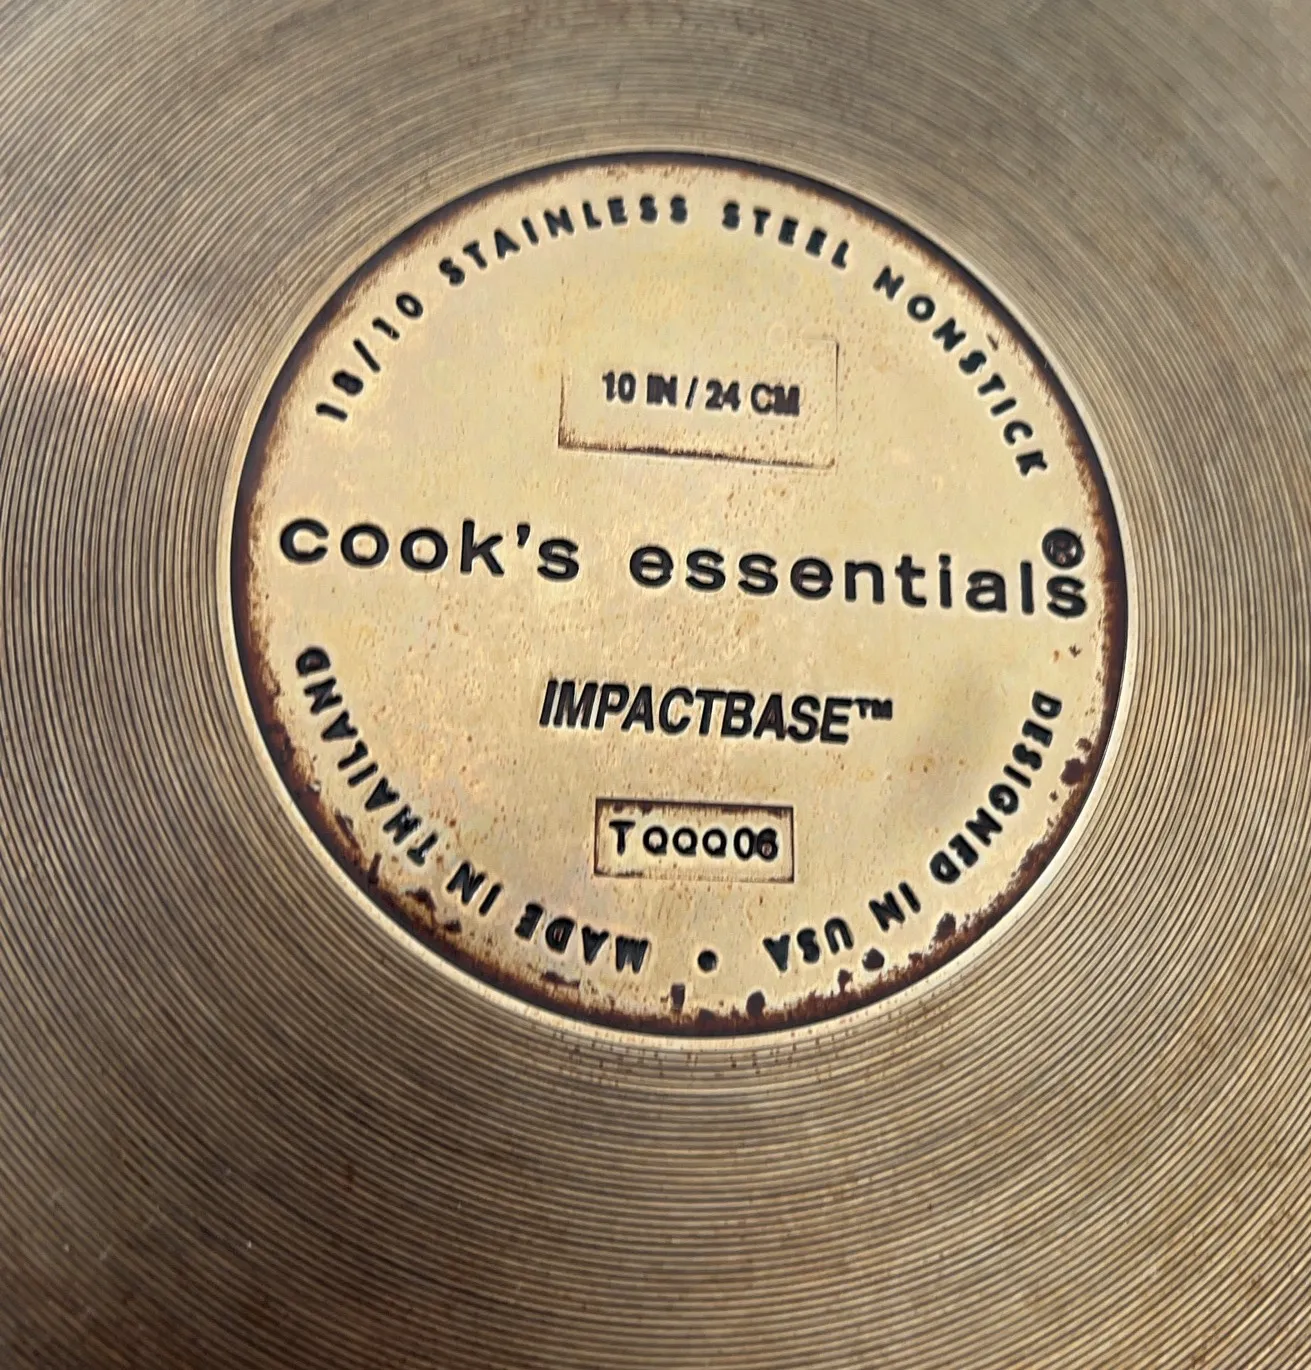 18/10 STAINLESS STEEL NONSTICK
10 IN / 24 CM
cook's essentials®
IMPACTBASE™
TQQQ06
MADE IN THAILAND • DESIGNED IN USA